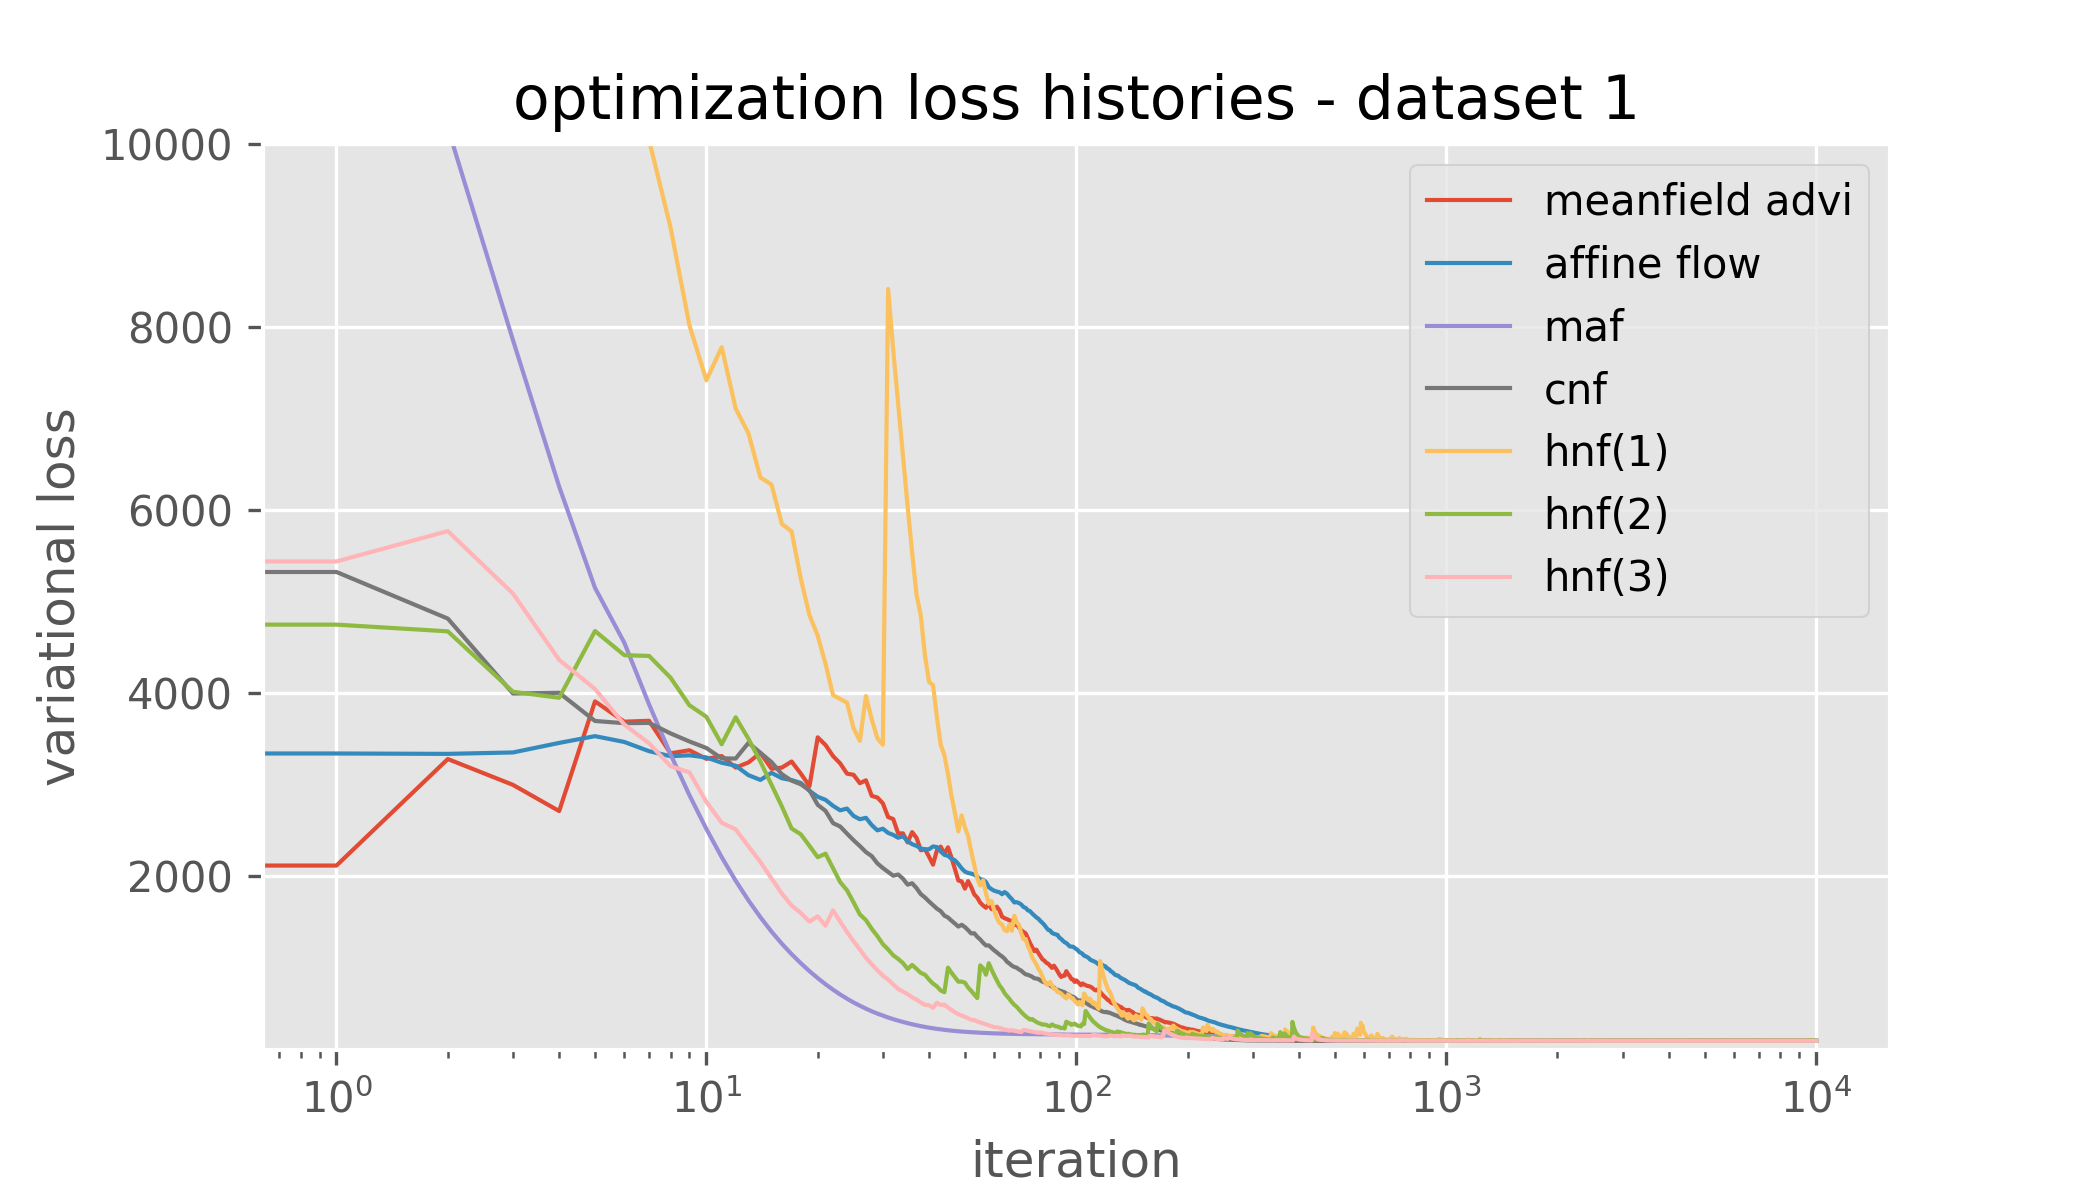 optimization loss histories - dataset 1
10000
8000
6000
4000
2000
variational loss
meanfield advi
affine flow
maf
cnf
hnf(1)
hnf(2)
hnf(3)
10⁰ 10¹ 10² 10³ 10⁴
iteration